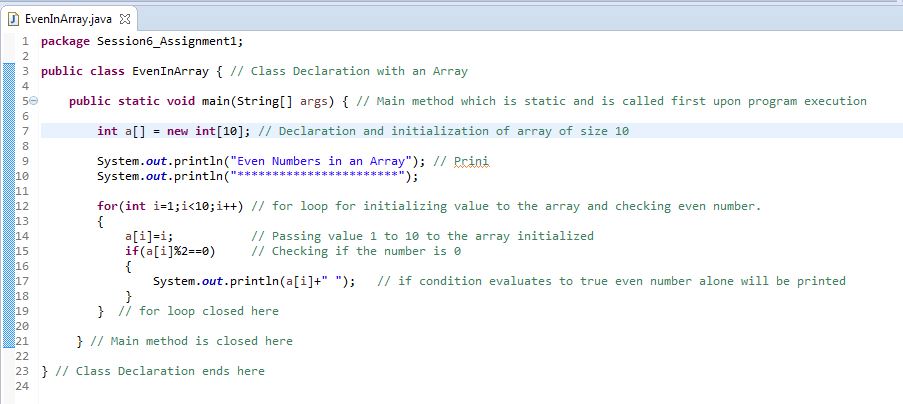 EvenInArray.java
1 package Session6_Assignment1;
2
3 public class EvenInArray { // Class Declaration with an Array
4
5 public static void main(String[] args) { // Main method which is static and is called first upon program execution
6
7 int a[] = new int[10]; // Declaration and initialization of array of size 10
8
9 System.out.println("Even Numbers in an Array"); // Prini
10 System.out.println("***********************");
11
12 for(int i=1;i<10;i++) // for loop for initializing value to the array and checking even number.
13 {
14 a[i]=i; // Passing value 1 to 10 to the array initialized
15 if(a[i]%2==0) // Checking if the number is 0
16 {
17 System.out.println(a[i]+" "); // if condition evaluates to true even number alone will be printed
18 }
19 } // for loop closed here
20
21 } // Main method is closed here
22
23 } // Class Declaration ends here
24